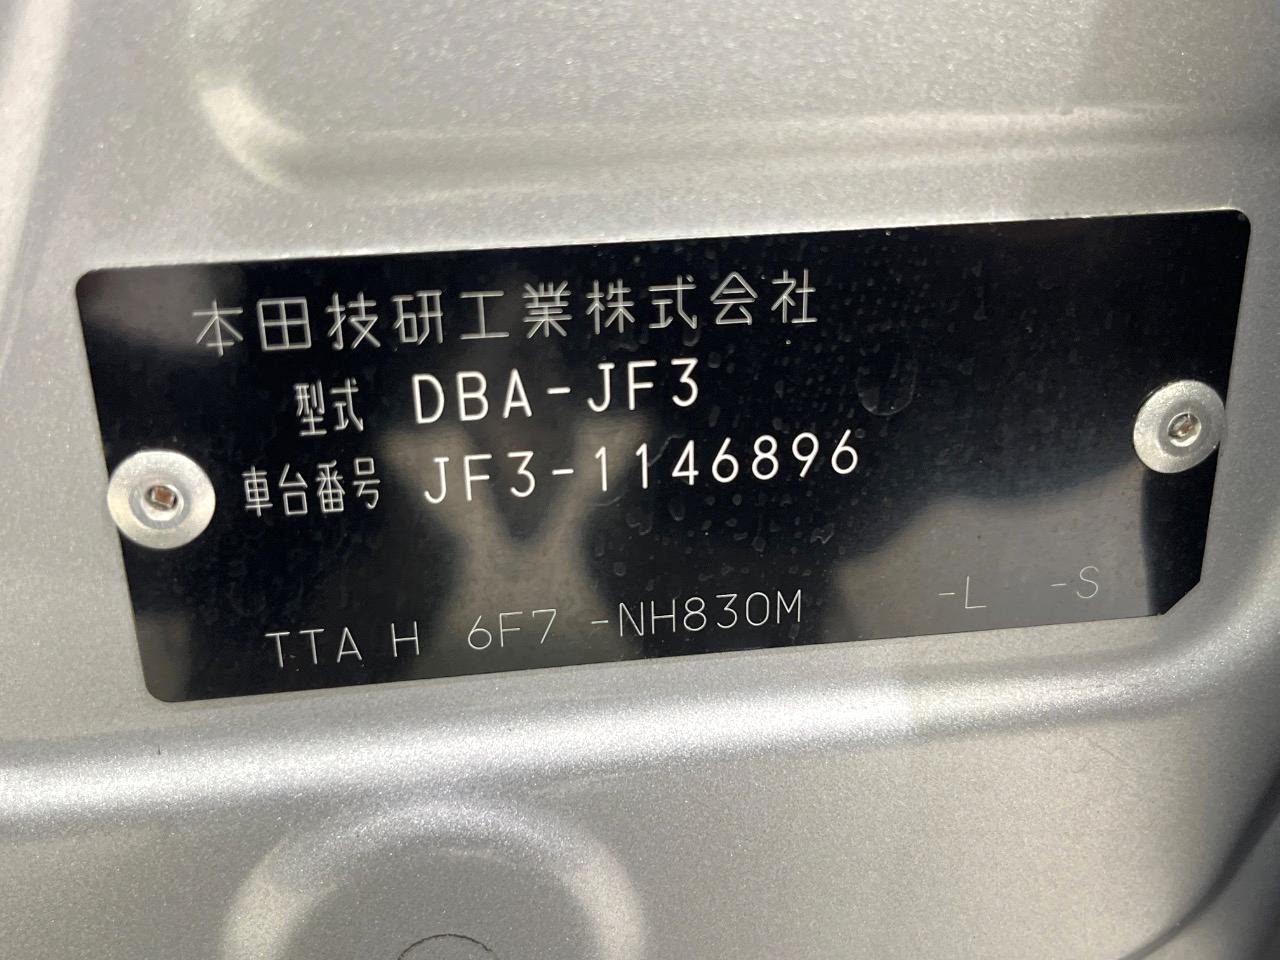 本田技研工業株式会社
型式 DBA-JF3
車台番号 JF3-1146896
TTA H 6F7 -NH830M -L -S